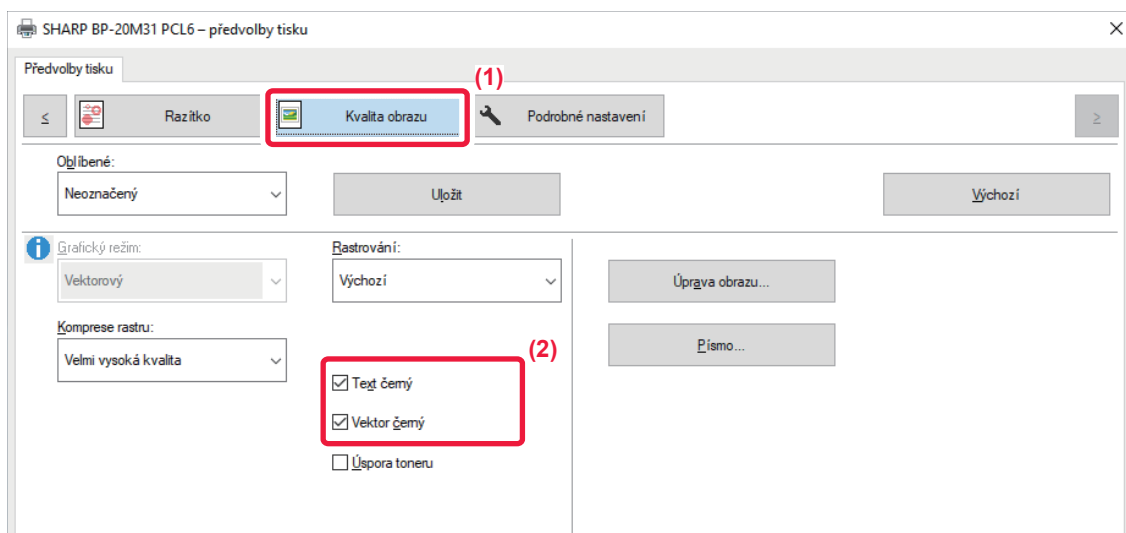 SHARP BP-20M31 PCL6 – předvolby tisku
Předvolby tisku
(1)
< Razítko Kvalita obrazu Podrobné nastavení >
Oblíbené:
Neoznačený Uložit Výchozí
Grafický režim: Rastrování:
Vektorový Výchozí Úprava obrazu...
Komprese rastru: Písmo...
Velmi vysoká kvalita (2)
Text černý
Vektor černý
Úspora toneru